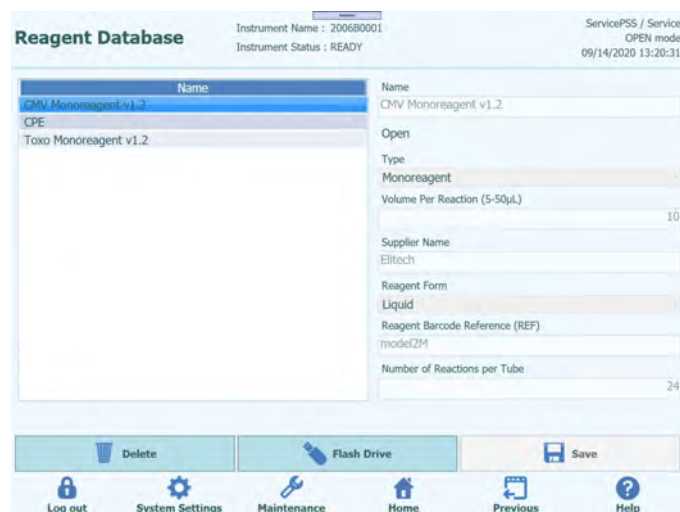 Reagent Database
Instrument Name : 2006B0001
Instrument Status : READY
ServicePSS / Service
OPEN mode
09/14/2020 13:20:31
Name
CMV Monoreagent v1.2
CPE
Toxo Monoreagent v1.2
Name
CMV Monoreagent v1.2
Open
Type
Monoreagent
Volume Per Reaction (5-50µL)
10
Supplier Name
Elitech
Reagent Form
Liquid
Reagent Barcode Reference (REF)
model2M
Number of Reactions per Tube
24
Delete
Flash Drive
Save
Log out
System Settings
Maintenance
Home
Previous
Help